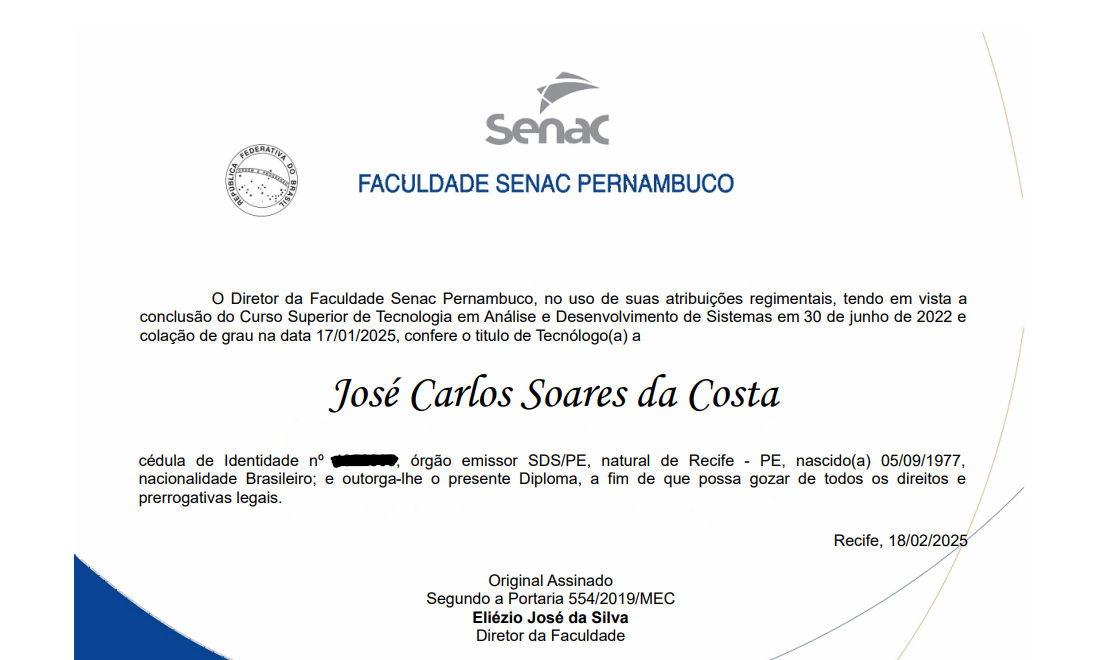 Senac
REPÚBLICA FEDERATIVA DO BRASIL
FACULDADE SENAC PERNAMBUCO
O Diretor da Faculdade Senac Pernambuco, no uso de suas atribuições regimentais, tendo em vista a
conclusão do Curso Superior de Tecnologia em Análise e Desenvolvimento de Sistemas em 30 de junho de 2022 e
colação de grau na data 17/01/2025, confere o titulo de Tecnólogo(a) a
José Carlos Soares da Costa
cédula de Identidade nº , órgão emissor SDS/PE, natural de Recife - PE, nascido(a) 05/09/1977,
nacionalidade Brasileiro; e outorga-lhe o presente Diploma, a fim de que possa gozar de todos os direitos e
prerrogativas legais.
Recife, 18/02/2025
Original Assinado
Segundo a Portaria 554/2019/MEC
Eliézio José da Silva
Diretor da Faculdade